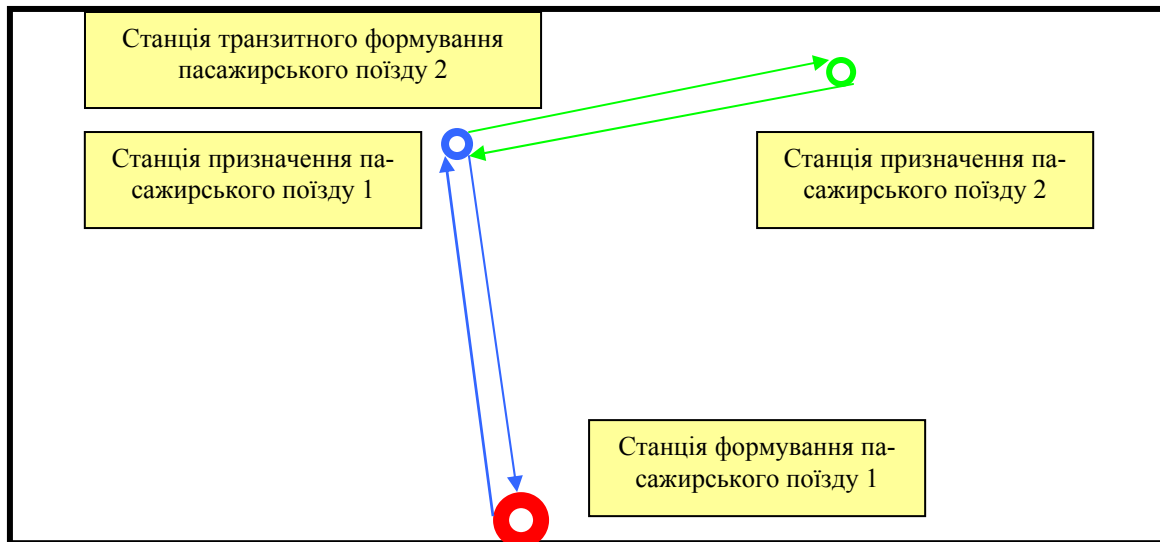 Станція транзитного формування
пасажирського поїзду 2
Станція призначення па-
сажирського поїзду 1
Станція призначення па-
сажирського поїзду 2
Станція формування па-
сажирського поїзду 1